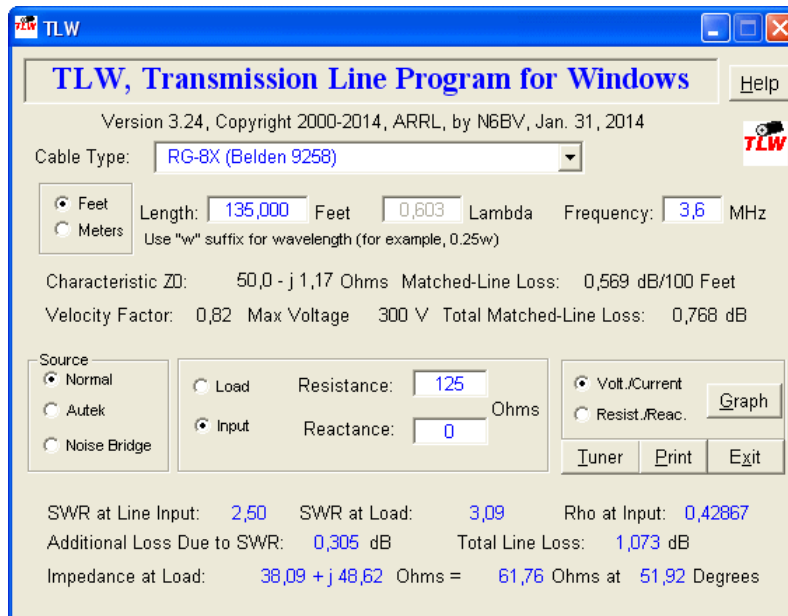 TLW
TLW, Transmission Line Program for Windows
Help
Version 3.24, Copyright 2000-2014, ARRL, by N6BV, Jan. 31, 2014
TLW
Cable Type: RG-8X (Belden 9258)
Feet
Meters
Length: 135,000 Feet 0,603 Lambda Frequency: 3,6 MHz
Use "w" suffix for wavelength (for example, 0.25w)
Characteristic Z0: 50,0 - j 1,17 Ohms Matched-Line Loss: 0,569 dB/100 Feet
Velocity Factor: 0,82 Max Voltage 300 V Total Matched-Line Loss: 0,768 dB
Source
Normal
Autek
Noise Bridge
Load
Input
Resistance: 125
Reactance: 0
Ohms
Volt./Current
Resist./Reac.
Graph
Tuner Print Exit
SWR at Line Input: 2,50 SWR at Load: 3,09 Rho at Input: 0,42867
Additional Loss Due to SWR: 0,305 dB Total Line Loss: 1,073 dB
Impedance at Load: 38,09 + j 48,62 Ohms = 61,76 Ohms at 51,92 Degrees